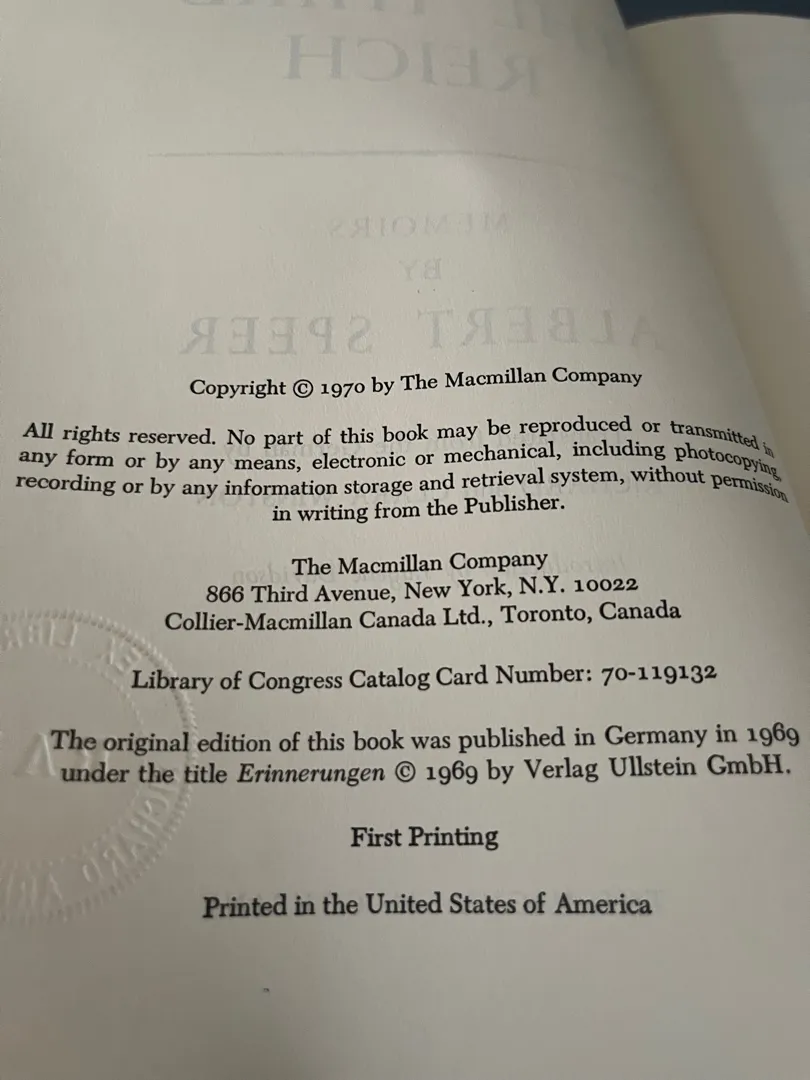 REICH
MEMOIRS
BY
ALBERT SPEER
Copyright © 1970 by The Macmillan Company
All rights reserved. No part of this book may be reproduced or transmitted in
any form or by any means, electronic or mechanical, including photocopying,
recording or by any information storage and retrieval system, without permission
in writing from the Publisher.
The Macmillan Company
866 Third Avenue, New York, N.Y. 10022
Collier-Macmillan Canada Ltd., Toronto, Canada
Library of Congress Catalog Card Number: 70-119132
The original edition of this book was published in Germany in 1969
under the title Erinnerungen © 1969 by Verlag Ullstein GmbH.
First Printing
Printed in the United States of America